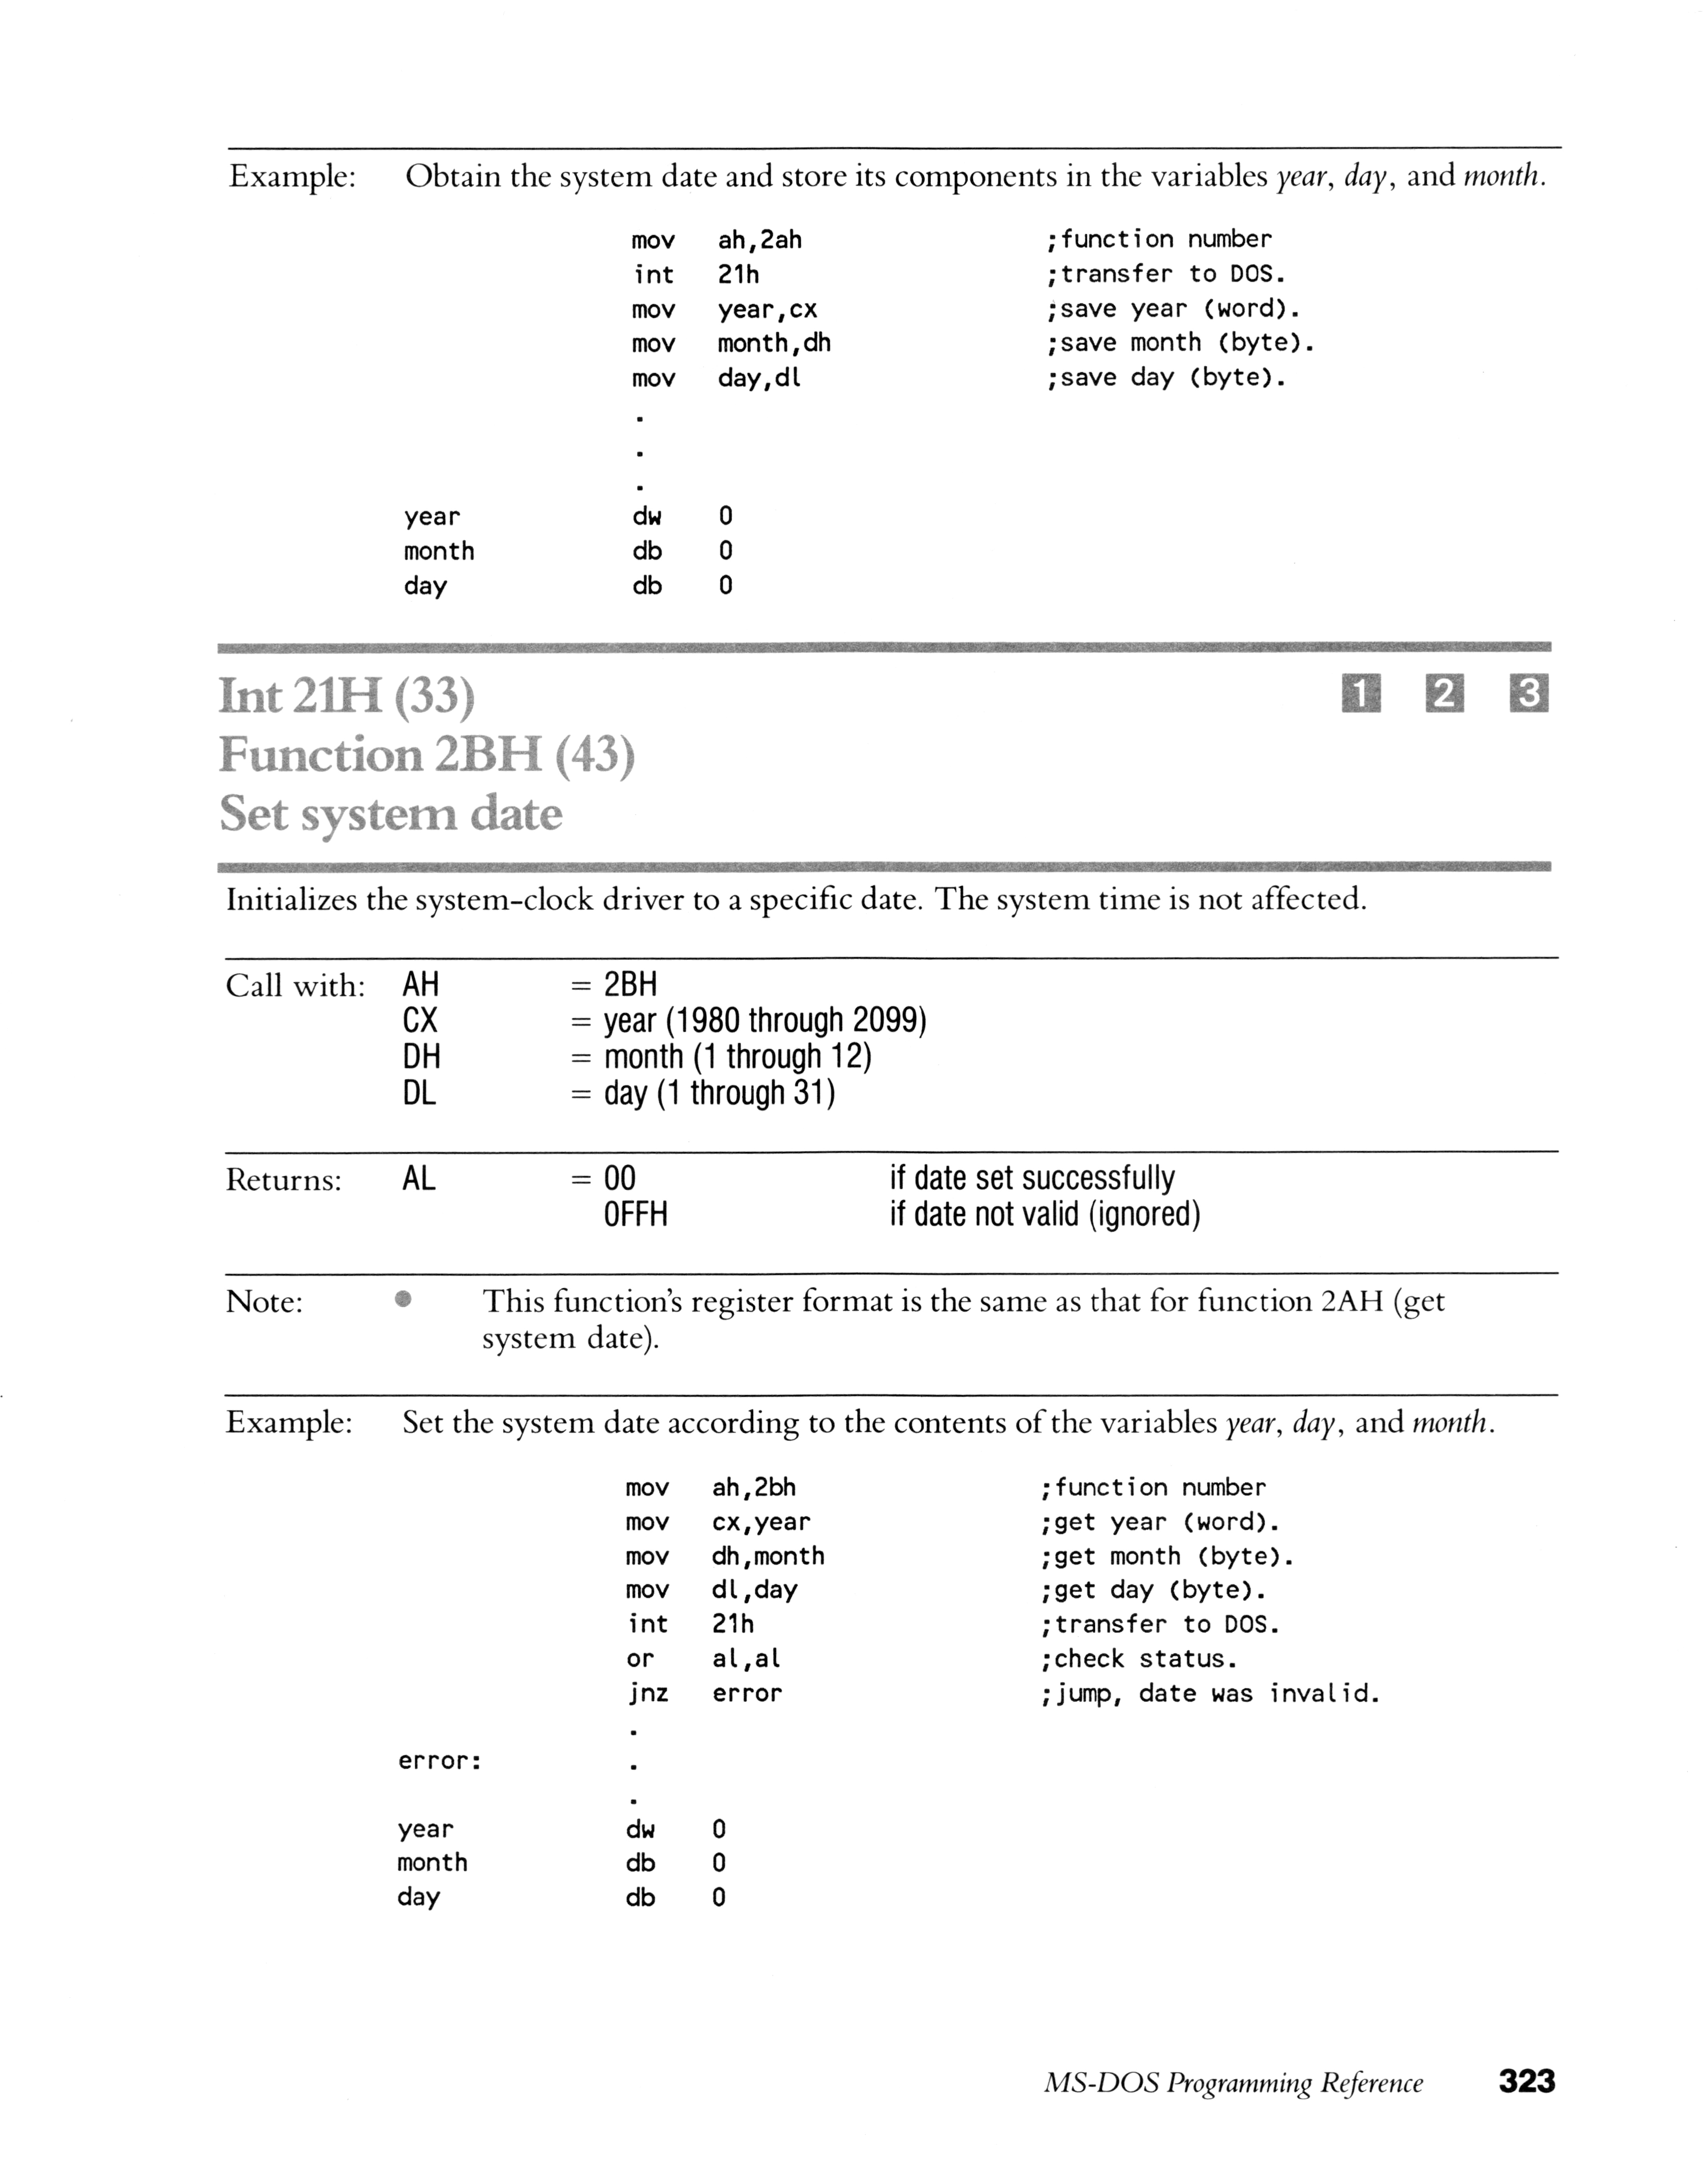 Example: Obtain the system date and store its components in the variables year, day, and month.
mov ah,2ah ;function number
int 21h ;transfer to DOS.
mov year,cx ;save year (word).
mov month,dh ;save month (byte).
mov day,dl ;save day (byte).
.
.
.
year dw 0
month db 0
day db 0
Int 21H (33) 1 2 3
Function 2BH (43)
Set system date
Initializes the system-clock driver to a specific date. The system time is not affected.
Call with: AH = 2BH
CX = year (1980 through 2099)
DH = month (1 through 12)
DL = day (1 through 31)
Returns: AL = 00 if date set successfully
0FFH if date not valid (ignored)
Note: • This function's register format is the same as that for function 2AH (get
system date).
Example: Set the system date according to the contents of the variables year, day, and month.
mov ah,2bh ;function number
mov cx,year ;get year (word).
mov dh,month ;get month (byte).
mov dl,day ;get day (byte).
int 21h ;transfer to DOS.
or al,al ;check status.
jnz error ;jump, date was invalid.
.
error: .
.
year dw 0
month db 0
day db 0
MS-DOS Programming Reference 323